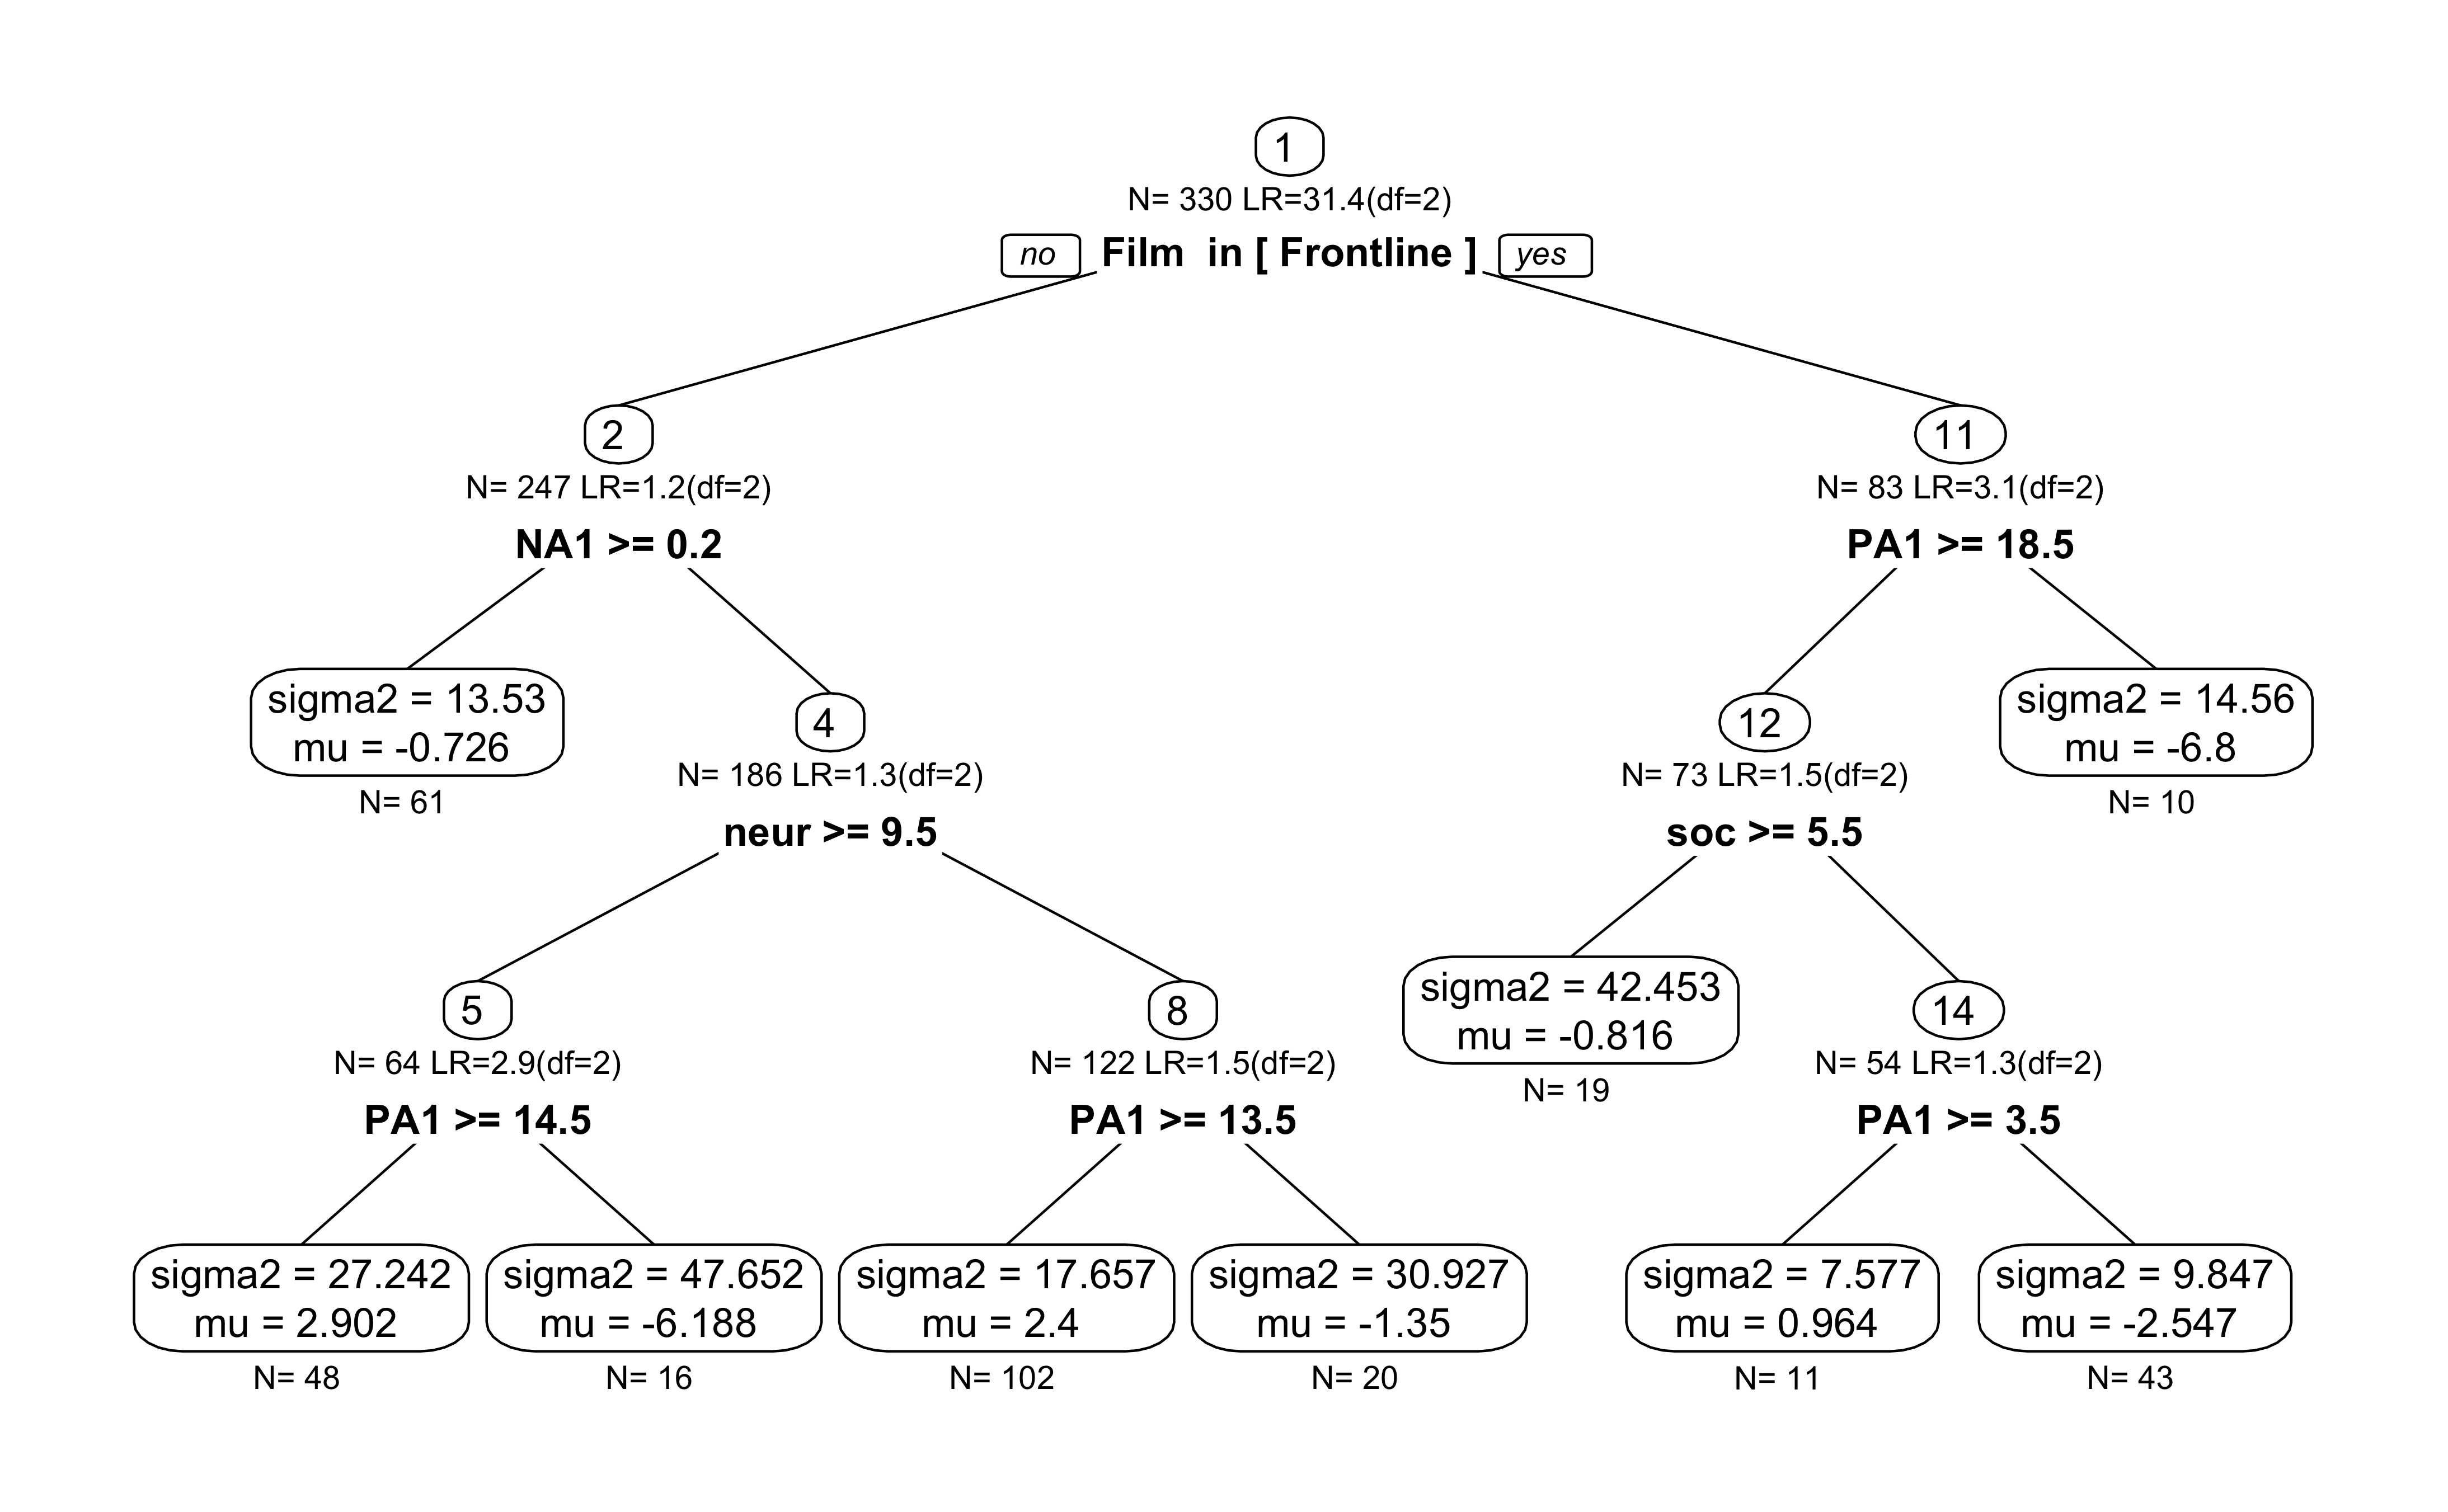 1
N= 330 LR=31.4(df=2)
no Film in [ Frontline ] yes
2 11
N= 247 LR=1.2(df=2) N= 83 LR=3.1(df=2)
NA1 >= 0.2 PA1 >= 18.5
sigma2 = 13.53
mu = -0.726
N= 61
4
N= 186 LR=1.3(df=2)
neur >= 9.5
12
N= 73 LR=1.5(df=2)
soc >= 5.5
sigma2 = 14.56
mu = -6.8
N= 10
5
N= 64 LR=2.9(df=2)
PA1 >= 14.5
8
N= 122 LR=1.5(df=2)
PA1 >= 13.5
sigma2 = 42.453
mu = -0.816
N= 19
14
N= 54 LR=1.3(df=2)
PA1 >= 3.5
sigma2 = 27.242
mu = 2.902
N= 48
sigma2 = 47.652
mu = -6.188
N= 16
sigma2 = 17.657
mu = 2.4
N= 102
sigma2 = 30.927
mu = -1.35
N= 20
sigma2 = 7.577
mu = 0.964
N= 11
sigma2 = 9.847
mu = -2.547
N= 43